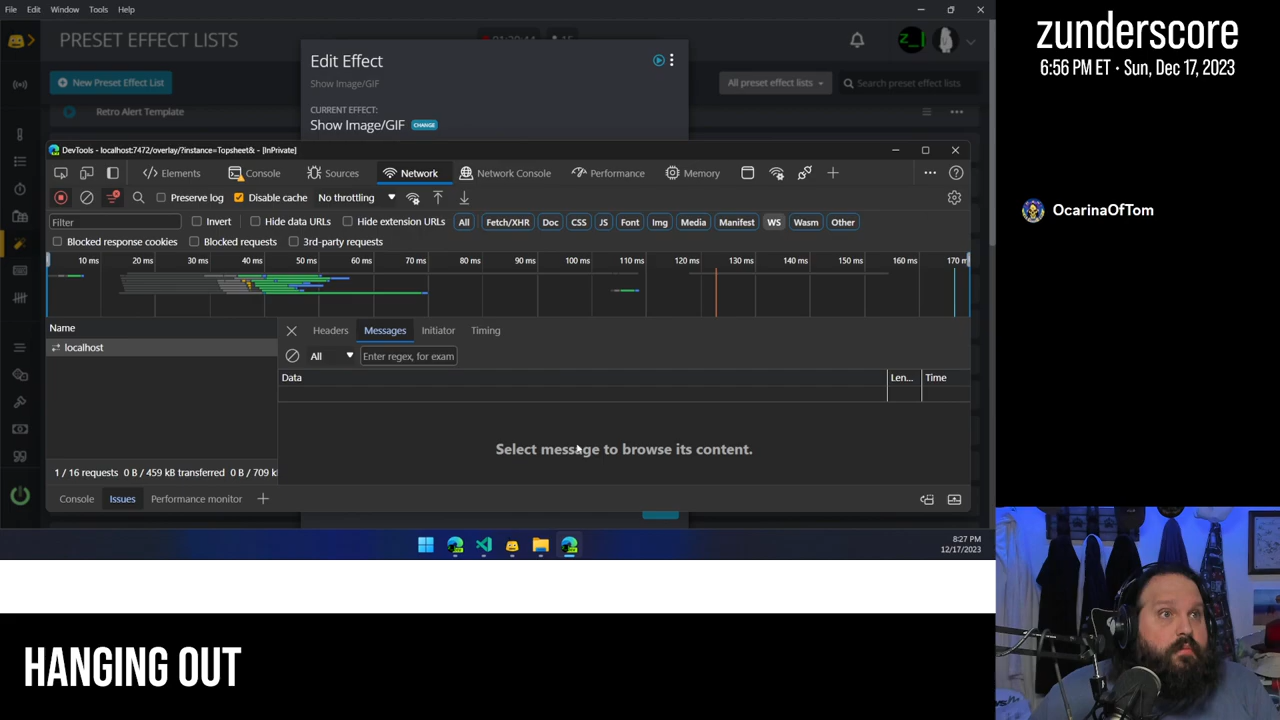 File Edit Window Tools Help
PRESET EFFECT LISTS
New Preset Effect List
All preset effect lists
Search preset effect lists
Retro Alert Template
Edit Effect
Show Image/GIF
CURRENT EFFECT:
Show Image/GIF CHANGE
DevTools - localhost:7472/overlay/?instance=Topsheet& - [InPrivate]
Elements Console Sources Network Network Console Performance Memory
Preserve log Disable cache No throttling
Filter Invert Hide data URLs Hide extension URLs All Fetch/XHR Doc CSS JS Font Img Media Manifest WS Wasm Other
Blocked response cookies Blocked requests 3rd-party requests
10 ms 20 ms 30 ms 40 ms 50 ms 60 ms 70 ms 80 ms 90 ms 100 ms 110 ms 120 ms 130 ms 140 ms 150 ms 160 ms 170 m
Name
localhost
Headers Messages Initiator Timing
All Enter regex, for exam
Data Len... Time
Select message to browse its content.
1 / 16 requests 0 B / 459 kB transferred 0 B / 709 k
Console Issues Performance monitor
8:27 PM
12/17/2023
zunderscore
6:56 PM ET · Sun, Dec 17, 2023
OcarinaOfTom
HANGING OUT